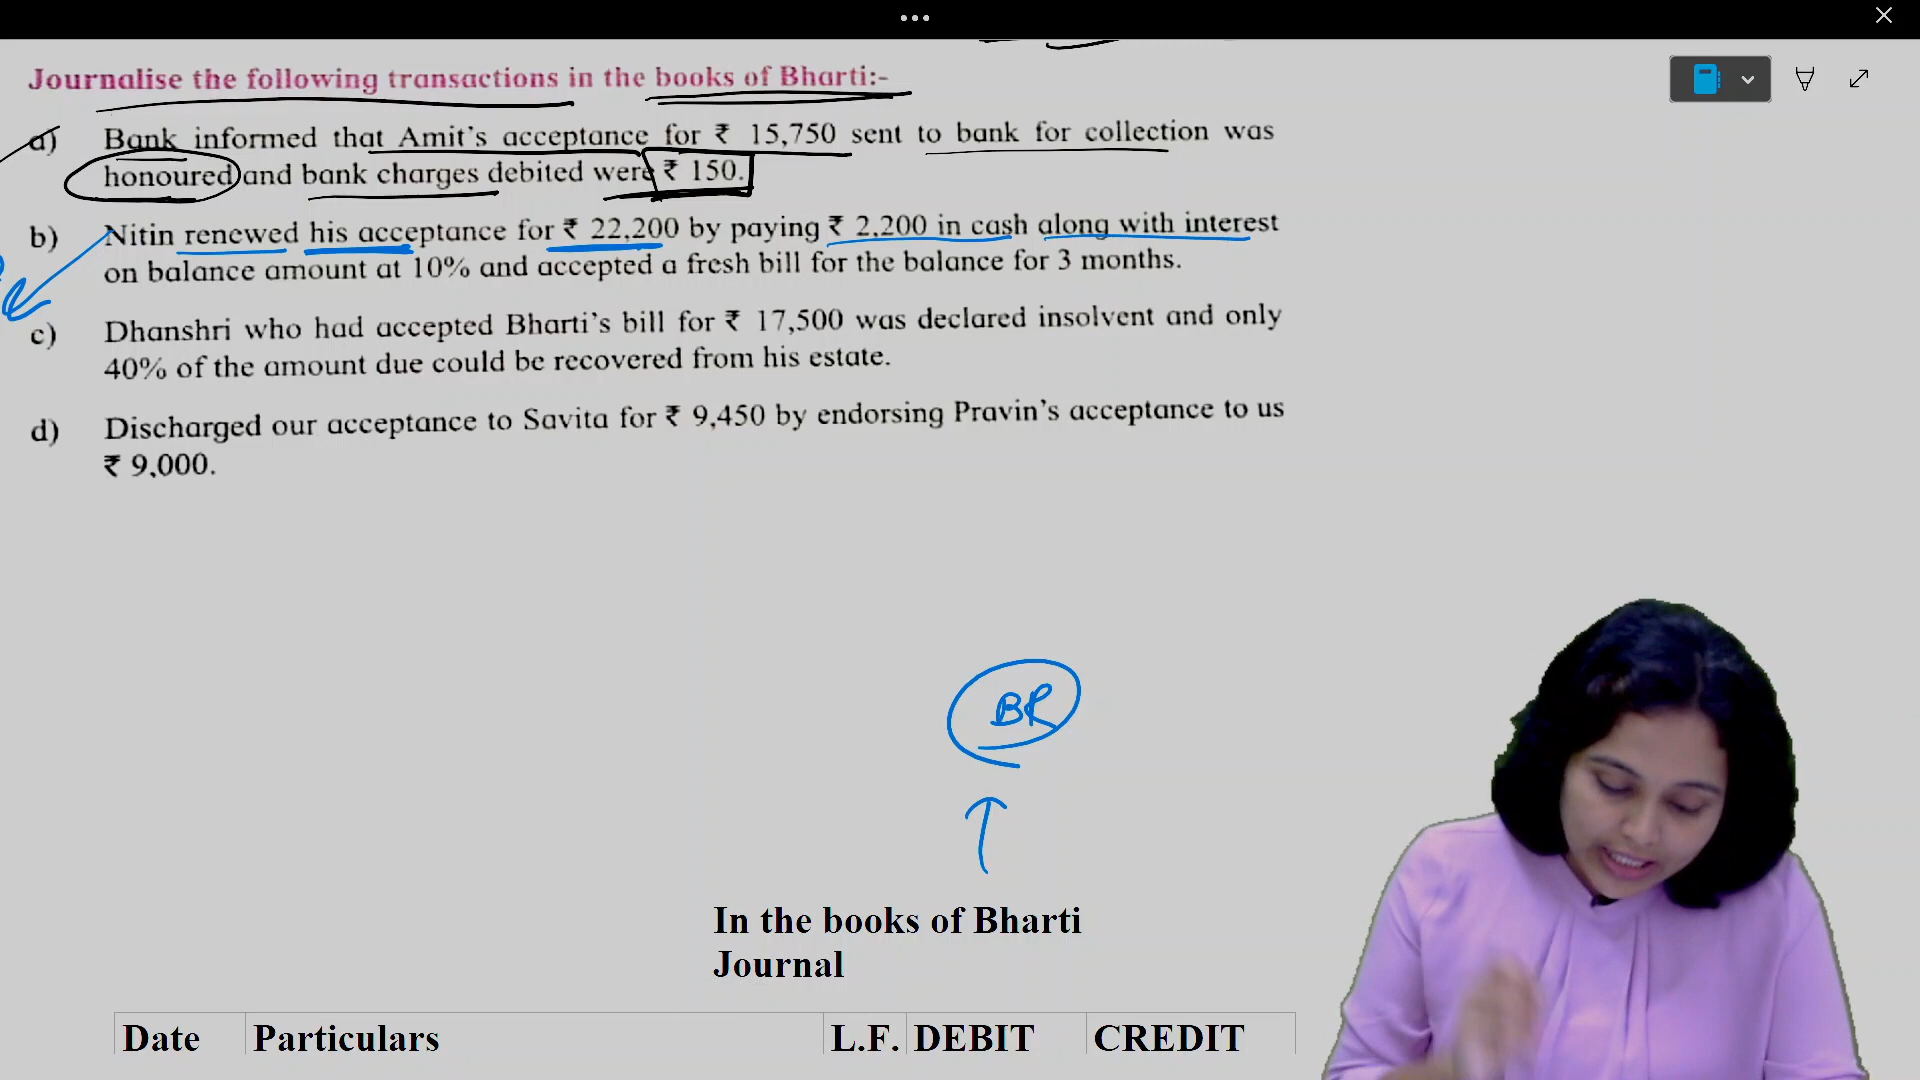 Journalise the following transactions in the books of Bharti:-
a) Bank informed that Amit's acceptance for ₹ 15,750 sent to bank for collection was
honoured and bank charges debited were ₹ 150.
b) Nitin renewed his acceptance for ₹ 22,200 by paying ₹ 2,200 in cash along with interest
on balance amount at 10% and accepted a fresh bill for the balance for 3 months.
c) Dhanshri who had accepted Bharti's bill for ₹ 17,500 was declared insolvent and only
40% of the amount due could be recovered from his estate.
d) Discharged our acceptance to Savita for ₹ 9,450 by endorsing Pravin's acceptance to us
₹ 9,000.
BR
In the books of Bharti
Journal
Date Particulars L.F. DEBIT CREDIT